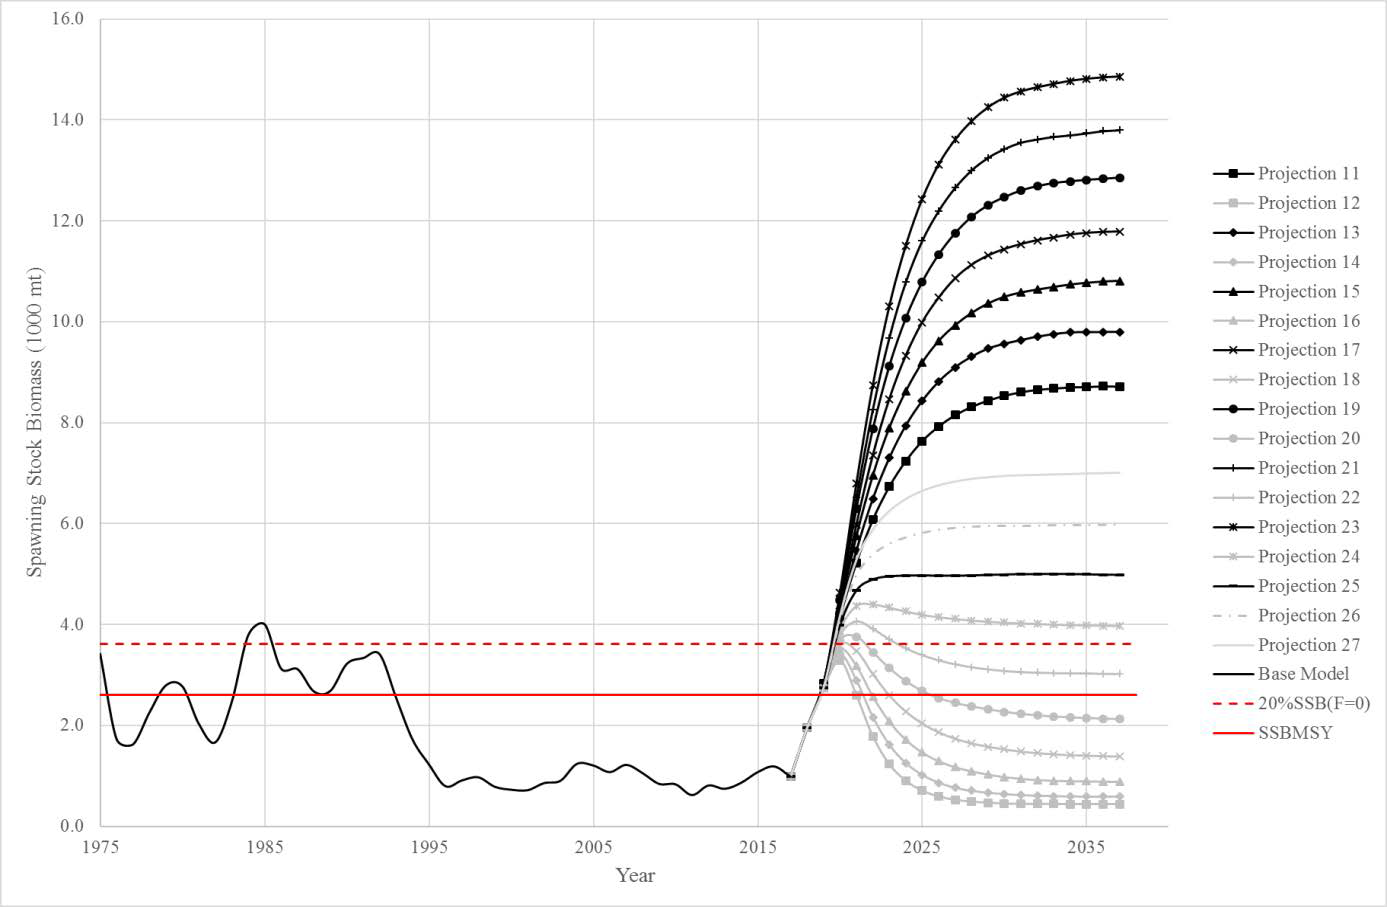 16.0
14.0
12.0
10.0
8.0
6.0
4.0
2.0
0.0
Spawning Stock Biomass (1000 mt)
1975 1985 1995 2005 2015 2025 2035
Year
Projection 11
Projection 12
Projection 13
Projection 14
Projection 15
Projection 16
Projection 17
Projection 18
Projection 19
Projection 20
Projection 21
Projection 22
Projection 23
Projection 24
Projection 25
Projection 26
Projection 27
Base Model
20%SSB(F=0)
SSBMSY